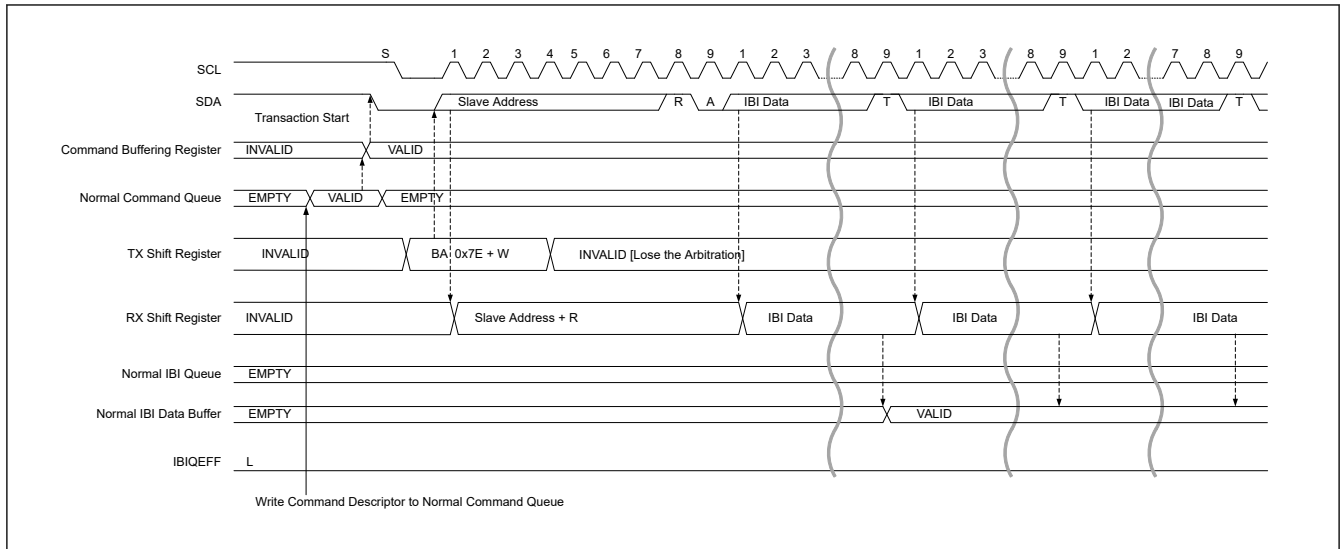 S 1 2 3 4 5 6 7 8 9 1 2 3 8 9 1 2 3 8 9 1 2 7 8 9
SCL
SDA Slave Address R A IBI Data T IBI Data T IBI Data IBI Data T
Transaction Start
Command Buffering Register INVALID VALID
Normal Command Queue EMPTY VALID EMPTY
TX Shift Register INVALID BA 0x7E + W INVALID [Lose the Arbitration]
RX Shift Register INVALID Slave Address + R IBI Data IBI Data IBI Data
Normal IBI Queue EMPTY
Normal IBI Data Buffer EMPTY VALID
IBIQEFF L
Write Command Descriptor to Normal Command Queue